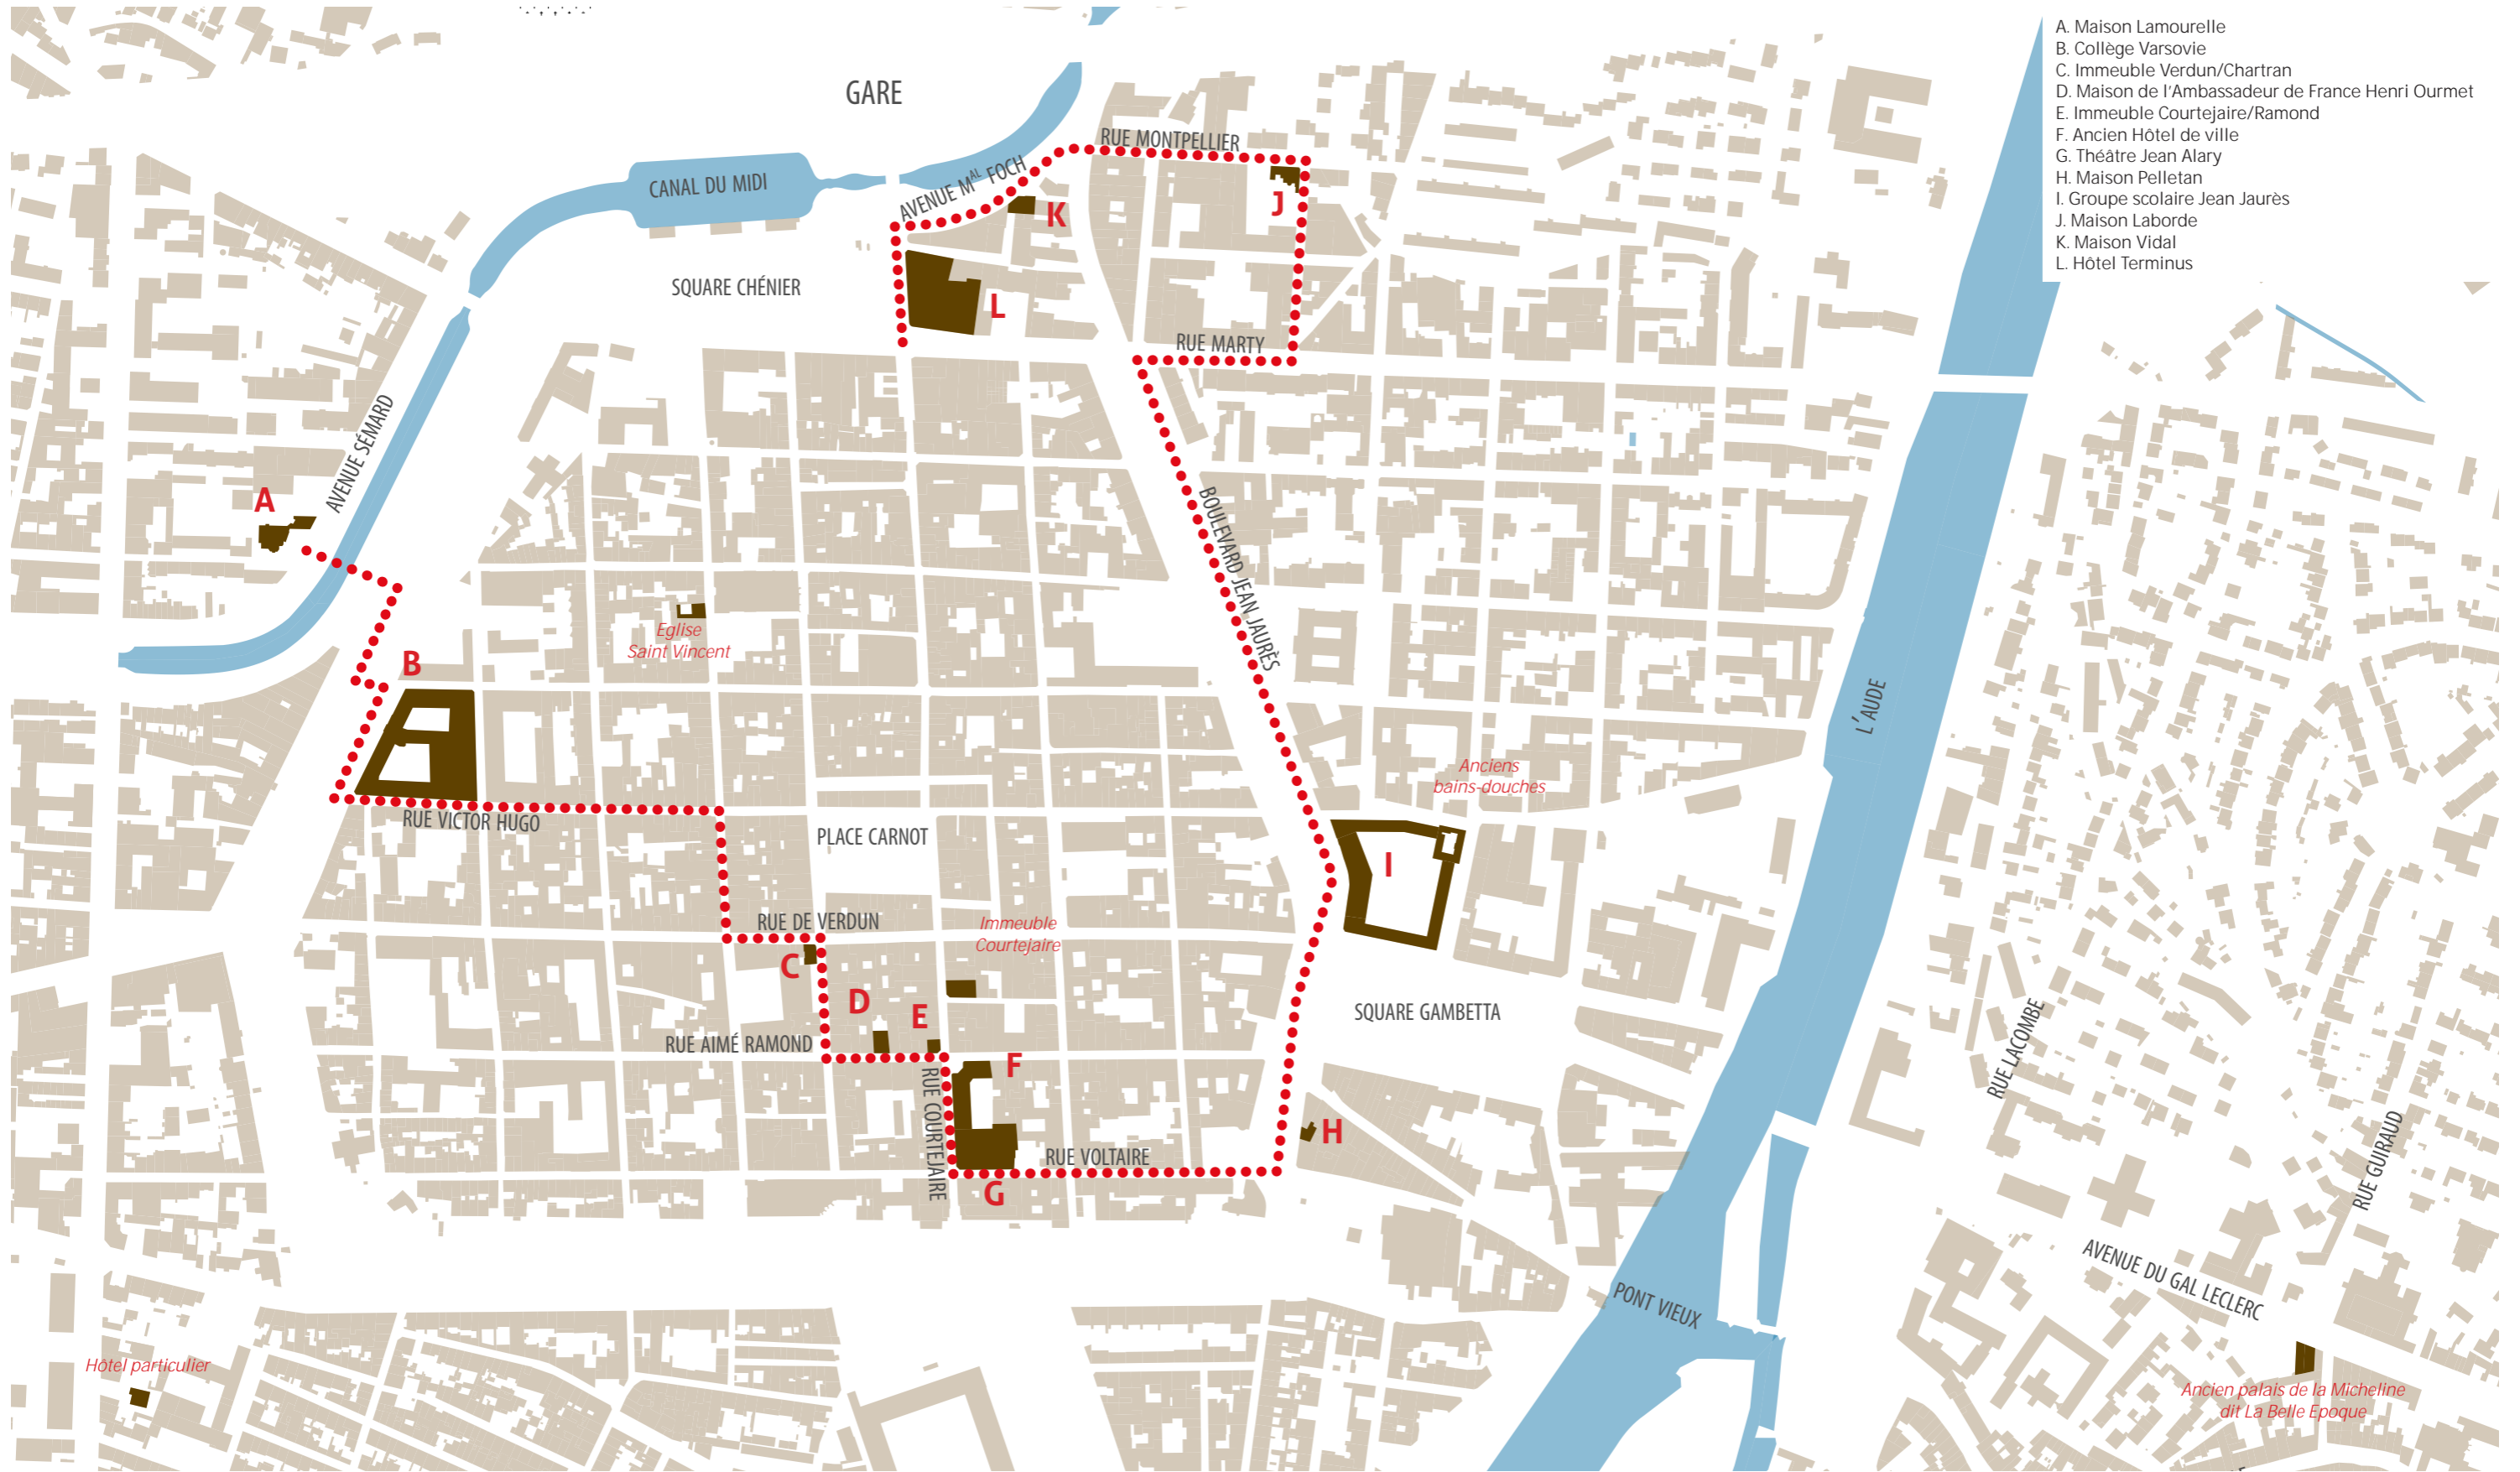 A. Maison Lamourelle
B. Collège Varsovie
C. Immeuble Verdun/Chartran
D. Maison de l'Ambassadeur de France Henri Ourmet
E. Immeuble Courtejaire/Ramond
F. Ancien Hôtel de ville
G. Théâtre Jean Alary
H. Maison Pelletan
I. Groupe scolaire Jean Jaurès
J. Maison Laborde
K. Maison Vidal
L. Hôtel Terminus
GARE
RUE MONTPELLIER
CANAL DU MIDI
AVENUE MAL FOCH
J
K
SQUARE CHÉNIER
L
RUE MARTY
AVENUE SÉMARD
A
BOULEVARD JEAN JAURÈS
Eglise
Saint Vincent
B
L'AUDE
Anciens
bains-douches
RUE VICTOR HUGO
PLACE CARNOT
I
RUE DE VERDUN
Immeuble
Courtejaire
C
D
E
SQUARE GAMBETTA
RUE AIMÉ RAMOND
F
RUE LACOMBE
RUE COURTEJAIRE
H
RUE VOLTAIRE
G
RUE GUIRAUD
AVENUE DU GAL LECLERC
PONT VIEUX
Hôtel particulier
Ancien palais de la Micheline
dit La Belle Epoque